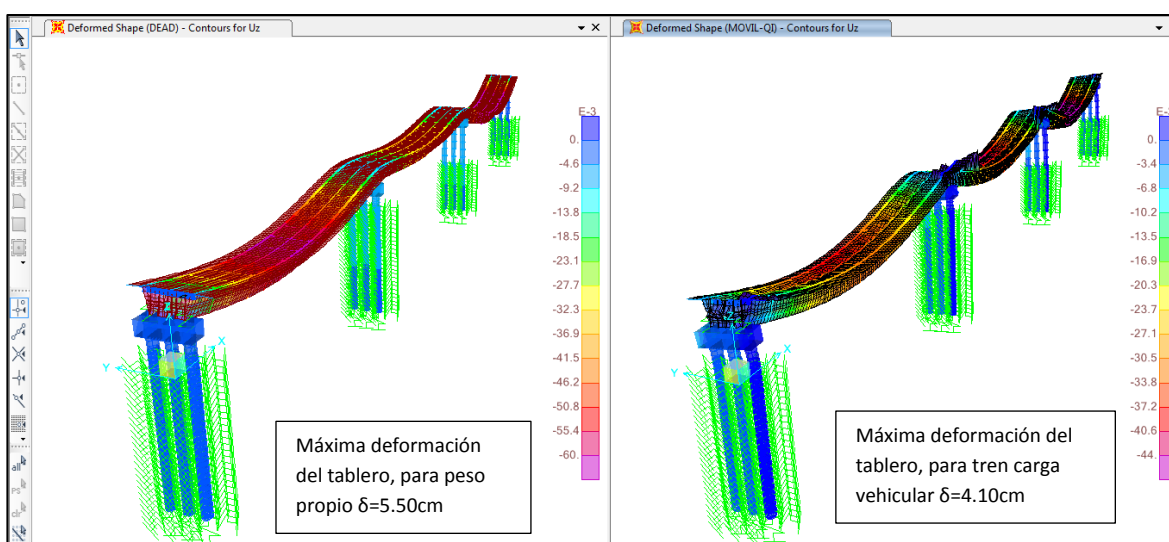 Deformed Shape (DEAD) - Contours for Uz
Deformed Shape (MOVIL-QI) - Contours for Uz
E-3
0.
-4.6
-9.2
-13.8
-18.5
-23.1
-27.7
-32.3
-36.9
-41.5
-46.2
-50.8
-55.4
-60.
E-3
0.
-3.4
-6.8
-10.2
-13.5
-16.9
-20.3
-23.7
-27.1
-30.5
-33.8
-37.2
-40.6
-44.
X
Y
Z
X
Y
Máxima deformación
del tablero, para peso
propio δ=5.50cm
Máxima deformación del
tablero, para tren carga
vehicular δ=4.10cm
all
PS
clr